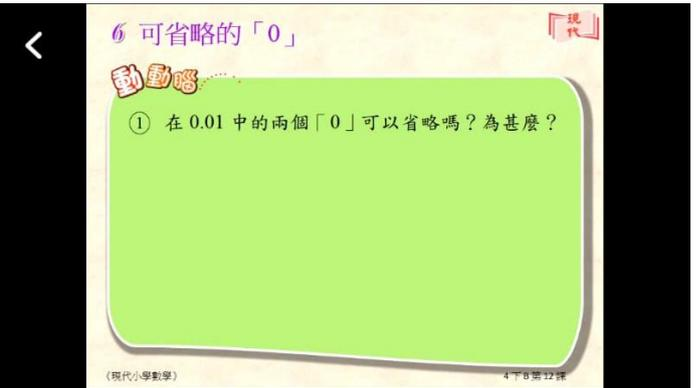 6 可省略的「0」
現代
動動腦
① 在 0.01 中的兩個「0」可以省略嗎？為甚麼？
《現代小學數學》
4下B第12課